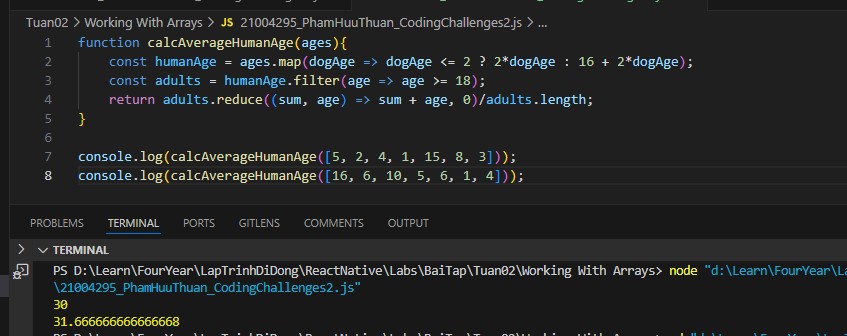 Tuan02 > Working With Arrays > JS 21004295_PhamHuuThuan_CodingChallenges2.js > ...
1 function calcAverageHumanAge(ages){
2 const humanAge = ages.map(dogAge => dogAge <= 2 ? 2*dogAge : 16 + 2*dogAge);
3 const adults = humanAge.filter(age => age >= 18);
4 return adults.reduce((sum, age) => sum + age, 0)/adults.length;
5 }
6
7 console.log(calcAverageHumanAge([5, 2, 4, 1, 15, 8, 3]));
8 console.log(calcAverageHumanAge([16, 6, 10, 5, 6, 1, 4]));
PROBLEMS TERMINAL PORTS GITLENS COMMENTS OUTPUT
TERMINAL
PS D:\Learn\FourYear\LapTrinhDiDong\ReactNative\Labs\BaiTap\Tuan02\Working With Arrays> node "d:\Learn\FourYear\La
\21004295_PhamHuuThuan_CodingChallenges2.js"
30
31.666666666666668